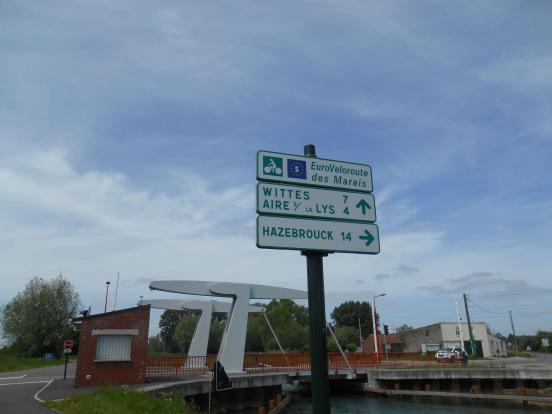 5 EuroVeloroute
des Marais
WITTES 7
AIRE S/ LA LYS 4
HAZEBROUCK 14